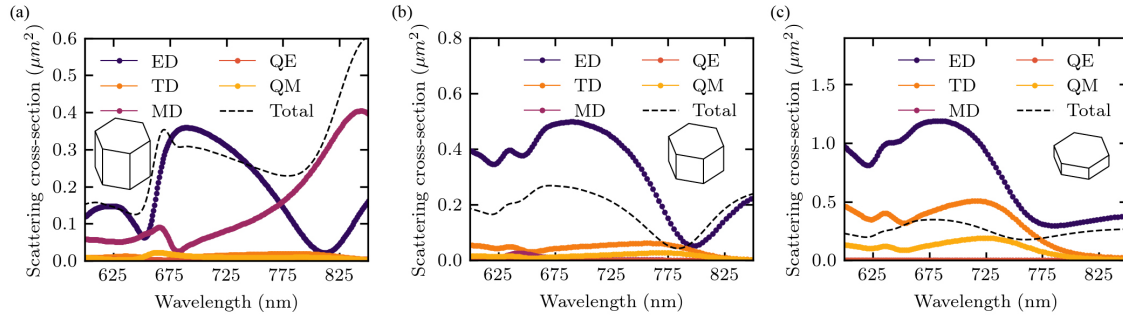 (a)
Scattering cross-section (μm²)
0.6
0.5
0.4
0.3
0.2
0.1
0.0
ED
TD
MD
QE
QM
Total
625
675
725
775
825
Wavelength (nm)
(b)
Scattering cross-section (μm²)
0.8
0.6
0.4
0.2
0.0
ED
TD
MD
QE
QM
Total
625
675
725
775
825
Wavelength (nm)
(c)
Scattering cross-section (μm²)
1.5
1.0
0.5
0.0
ED
TD
MD
QE
QM
Total
625
675
725
775
825
Wavelength (nm)